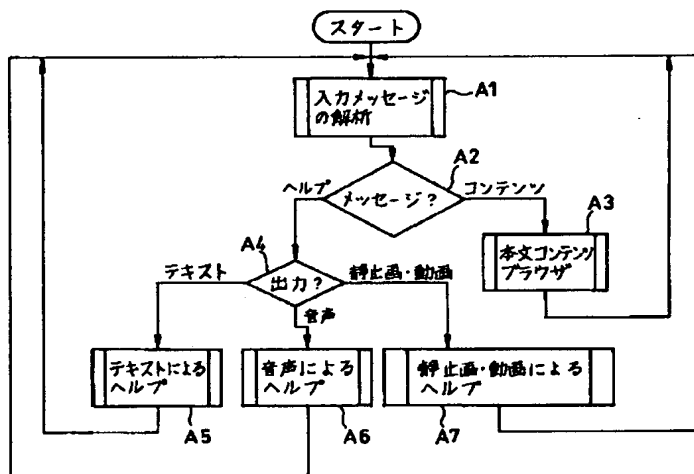 スタート
入力メッセージ
の解析
A1
A2
ヘルプ
メッセージ?
コンテンツ
A3
本文コンテンツ
ブラウザ
A4
テキスト
出力?
静止画・動画
音声
テキストによる
ヘルプ
音声による
ヘルプ
静止画・動画による
ヘルプ
A5
A6
A7